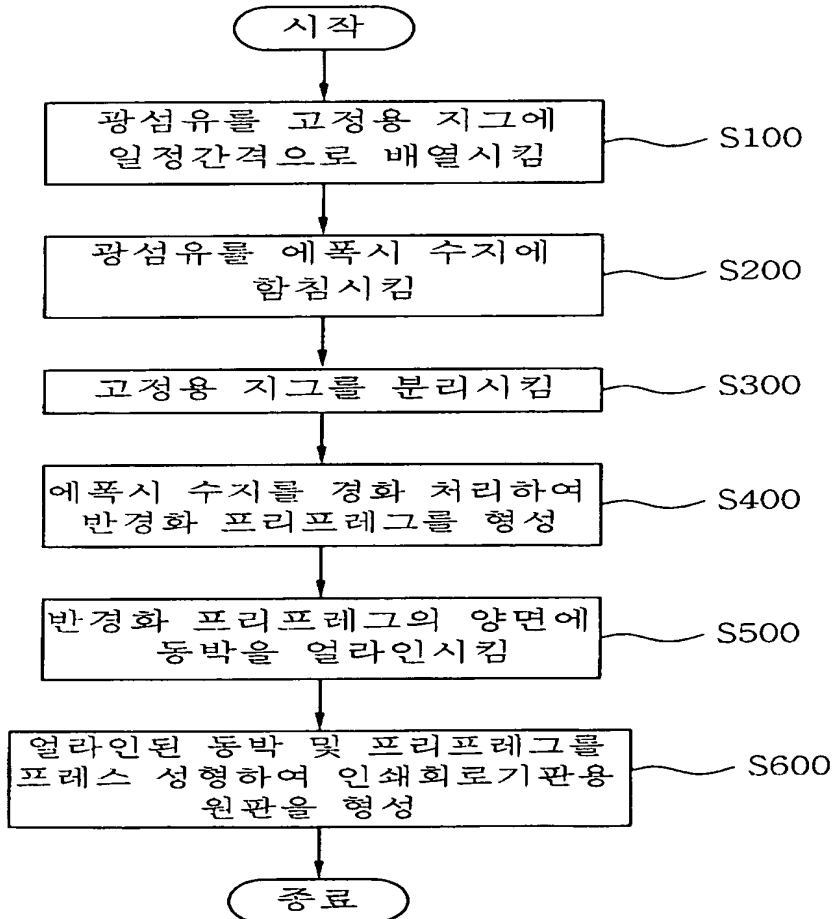 시작
광섬유를 고정용 지그에
일정간격으로 배열시킴
S100
광섬유를 에폭시 수지에
함침시킴
S200
고정용 지그를 분리시킴
S300
에폭시 수지를 경화 처리하여
반경화 프리프레그를 형성
S400
반경화 프리프레그의 양면에
동박을 얼라인시킴
S500
얼라인된 동박 및 프리프레그를
프레스 성형하여 인쇄회로기판용
원판을 형성
S600
종료